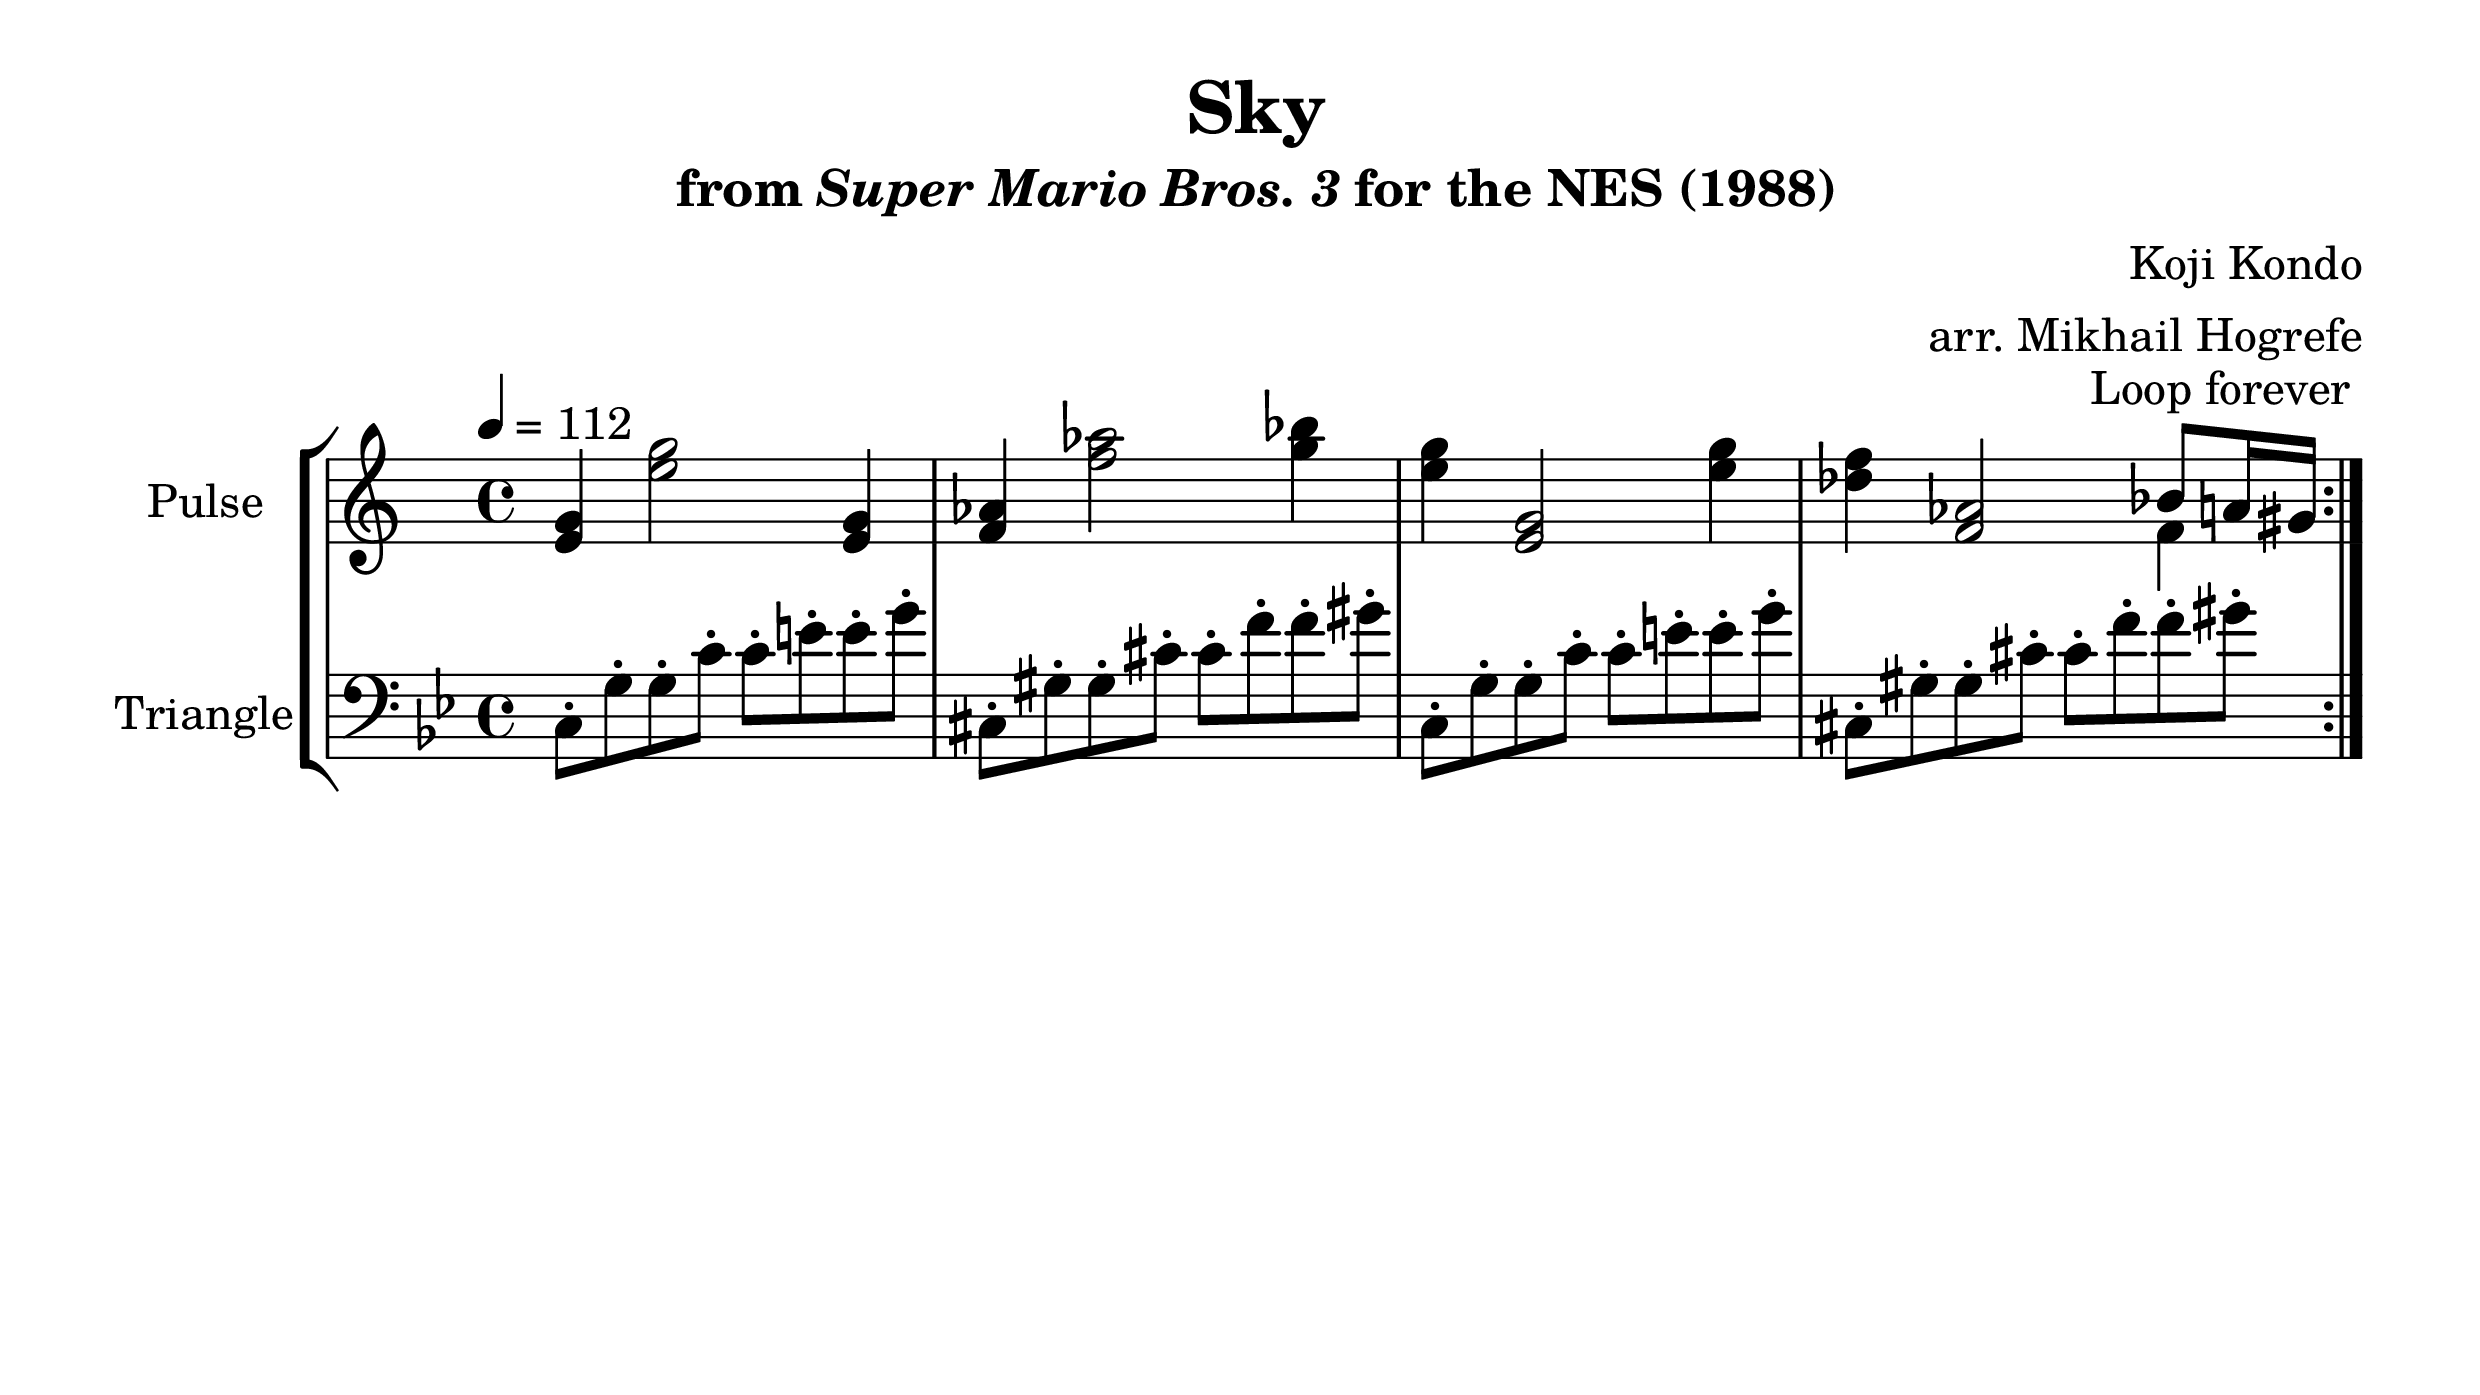 Sky
from Super Mario Bros. 3 for the NES (1988)
Koji Kondo
arr. Mikhail Hogrefe
Loop forever
♩ = 112
Pulse
Triangle